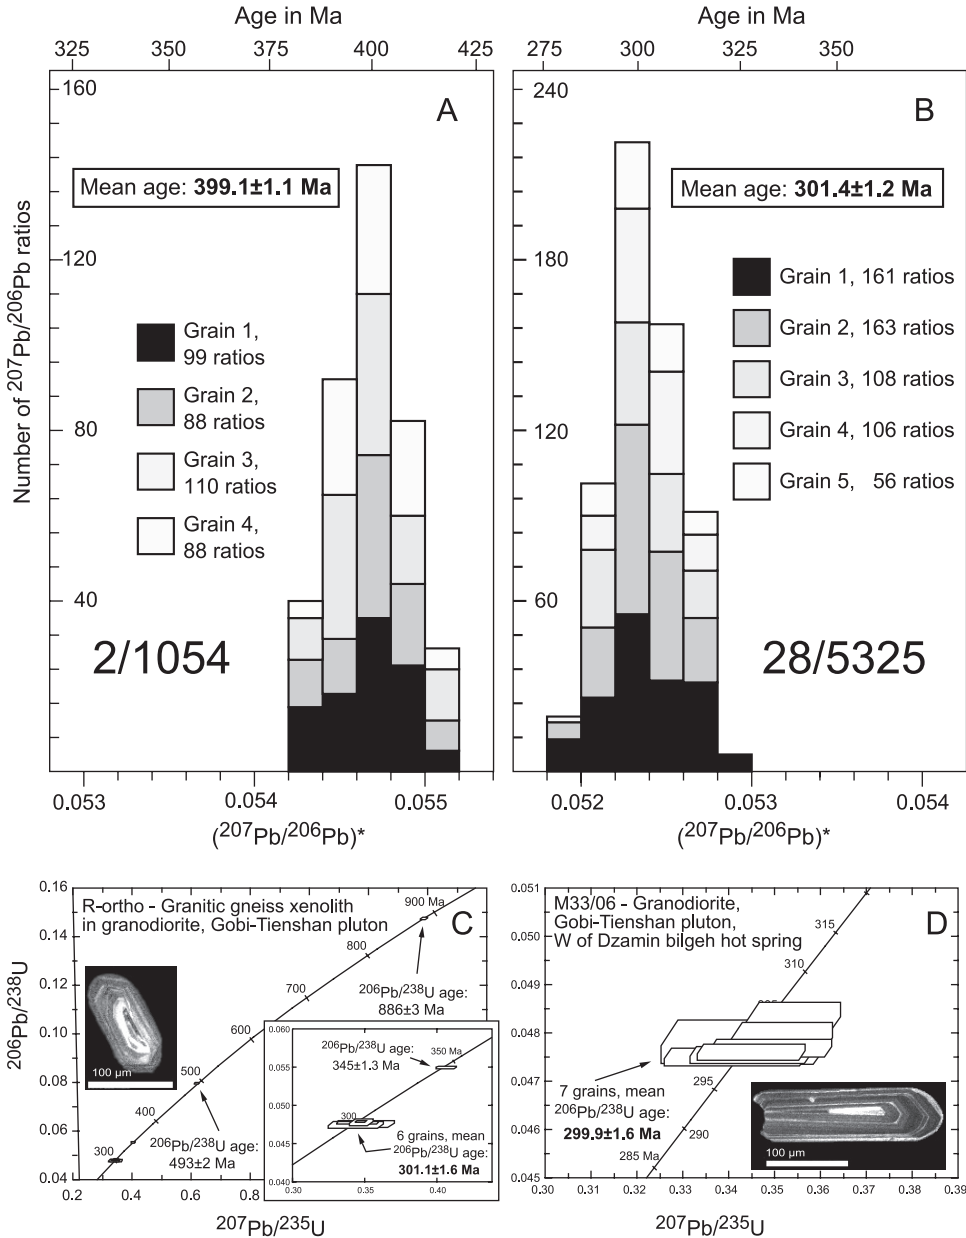 Age in Ma
325 350 375 400 425
Age in Ma
275 300 325 350
160
120
80
40
A
Mean age: 399.1±1.1 Ma
Number of ²⁰⁷Pb/²⁰⁶Pb ratios
Grain 1,
99 ratios
Grain 2,
88 ratios
Grain 3,
110 ratios
Grain 4,
88 ratios
2/1054
0.053 0.054 0.055
(²⁰⁷Pb/²⁰⁶Pb)*
240
180
120
60
B
Mean age: 301.4±1.2 Ma
Grain 1, 161 ratios
Grain 2, 163 ratios
Grain 3, 108 ratios
Grain 4, 106 ratios
Grain 5, 56 ratios
28/5325
0.052 0.053 0.054
(²⁰⁷Pb/²⁰⁶Pb)*
0.16
0.14
0.12
0.10
0.08
0.06
0.04
²⁰⁶Pb/²³⁸U
R-ortho - Granitic gneiss xenolith
in granodiorite, Gobi-Tienshan pluton
C
900 Ma
800
700
600
500
400
300
²⁰⁶Pb/²³⁸U age:
886±3 Ma
100 µm
²⁰⁶Pb/²³⁸U age:
493±2 Ma
0.060
0.055
0.050
0.045
0.040
350 Ma
²⁰⁶Pb/²³⁸U age:
345±1.3 Ma
300
6 grains, mean
²⁰⁶Pb/²³⁸U age:
301.1±1.6 Ma
0.30 0.35 0.40
0.2 0.4 0.6 0.8
²⁰⁷Pb/²³⁵U
0.051
0.050
0.049
0.048
0.047
0.046
0.045
M33/06 - Granodiorite,
Gobi-Tienshan pluton,
W of Dzamin bilgeh hot spring
D
315
310
295
290
285 Ma
7 grains, mean
²⁰⁶Pb/²³⁸U age:
299.9±1.6 Ma
100 µm
0.30 0.31 0.32 0.33 0.34 0.35 0.36 0.37 0.38 0.39
²⁰⁷Pb/²³⁵U